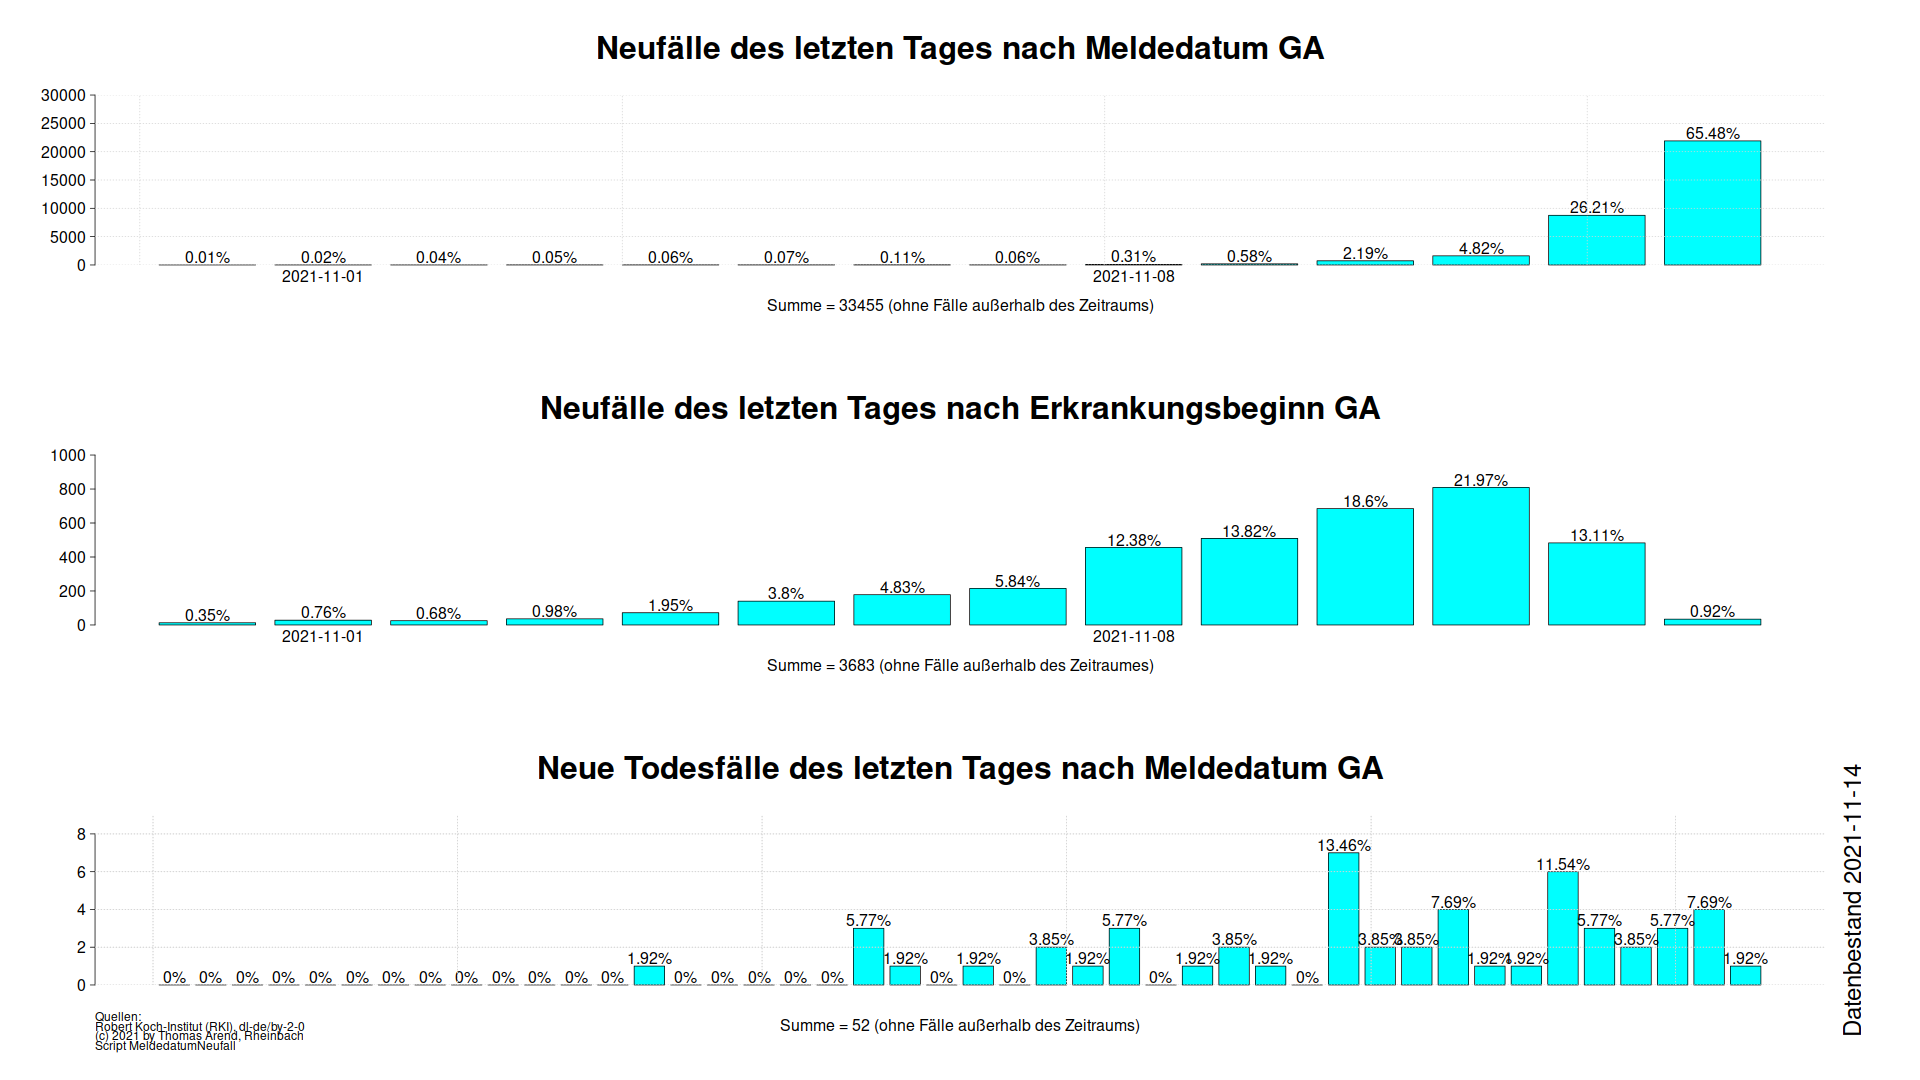 Neufälle des letzten Tages nach Meldedatum GA
30000
25000
20000
15000
10000
5000
0
0.01% 0.02% 0.04% 0.05% 0.06% 0.07% 0.11% 0.06% 0.31% 0.58% 2.19% 4.82% 26.21% 65.48%
2021-11-01 2021-11-08
Summe = 33455 (ohne Fälle außerhalb des Zeitraums)
Neufälle des letzten Tages nach Erkrankungsbeginn GA
1000
800
600
400
200
0
0.35% 0.76% 0.68% 0.98% 1.95% 3.8% 4.83% 5.84% 12.38% 13.82% 18.6% 21.97% 13.11% 0.92%
2021-11-01 2021-11-08
Summe = 3683 (ohne Fälle außerhalb des Zeitraumes)
Neue Todesfälle des letzten Tages nach Meldedatum GA
8
6
4
2
0
0% 0% 0% 0% 0% 0% 0% 0% 0% 0% 0% 0% 0% 1.92% 0% 0% 0% 0% 0% 5.77% 1.92% 0% 1.92% 0% 3.85% 1.92% 5.77% 0% 1.92% 3.85% 1.92% 0% 13.46% 3.85% 3.85% 7.69% 1.92% 1.92% 11.54% 5.77% 3.85% 5.77% 7.69% 1.92%
Summe = 52 (ohne Fälle außerhalb des Zeitraums)
Quellen:
Robert Koch-Institut (RKI), dl-de/by-2-0
(c) 2021 by Thomas Arend, Rheinbach
Script MeldedatumNeufall
Datenbestand 2021-11-14